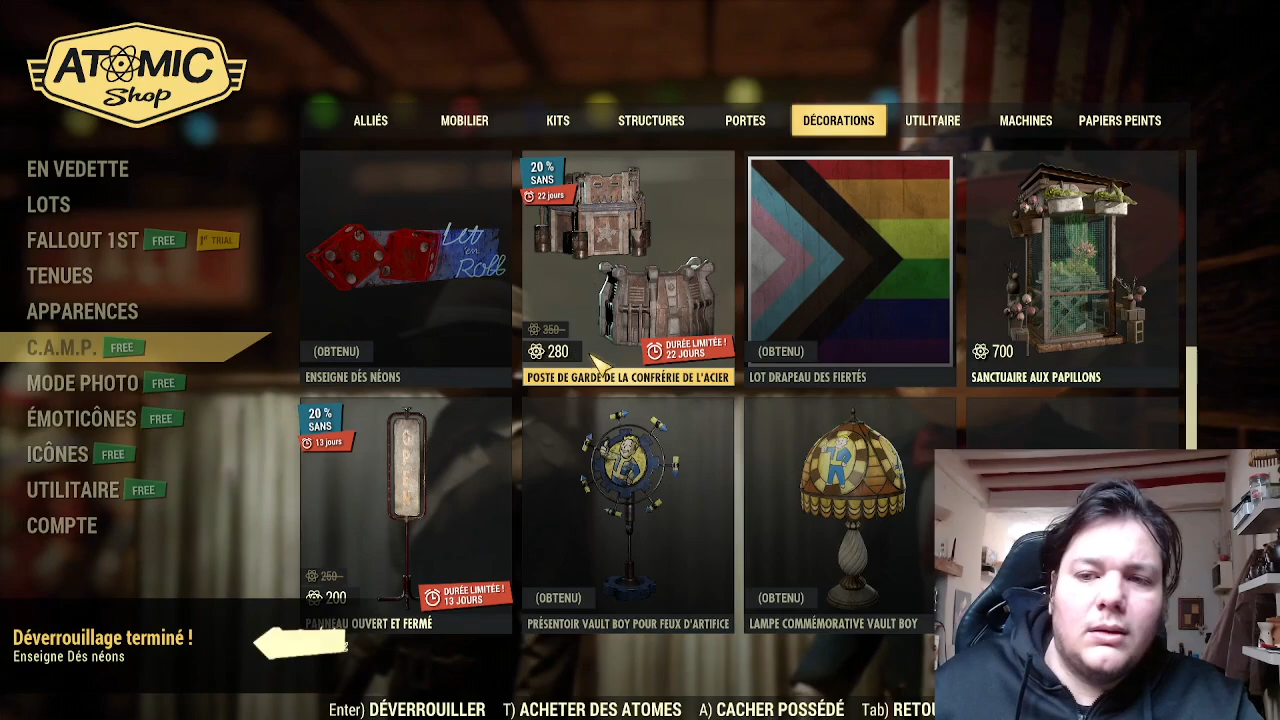 ATOMIC
Shop
ALLIÉS
MOBILIER
KITS
STRUCTURES
PORTES
DÉCORATIONS
UTILITAIRE
MACHINES
PAPIERS PEINTS
EN VEDETTE
LOTS
FALLOUT 1ST FREE 1ST TRIAL
TENUES
APPARENCES
C.A.M.P. FREE
MODE PHOTO FREE
ÉMOTICÔNES FREE
ICÔNES FREE
UTILITAIRE FREE
COMPTE
Let
'em
Roll
(OBTENU)
ENSEIGNE DÉS NÉONS
20 %
SANS
22 jours
350
280
DURÉE LIMITÉE !
22 JOURS
POSTE DE GARDE DE LA CONFRÉRIE DE L'ACIER
(OBTENU)
LOT DRAPEAU DES FIERTÉS
700
SANCTUAIRE AUX PAPILLONS
20 %
SANS
13 jours
OPEN
250
200
DURÉE LIMITÉE !
13 JOURS
PANNEAU OUVERT ET FERMÉ
(OBTENU)
PRÉSENTOIR VAULT BOY POUR FEUX D'ARTIFICE
(OBTENU)
LAMPE COMMÉMORATIVE VAULT BOY
Déverrouillage terminé !
Enseigne Dés néons
Enter) DÉVERROUILLER T) ACHETER DES ATOMES A) CACHER POSSÉDÉ Tab) RETOU